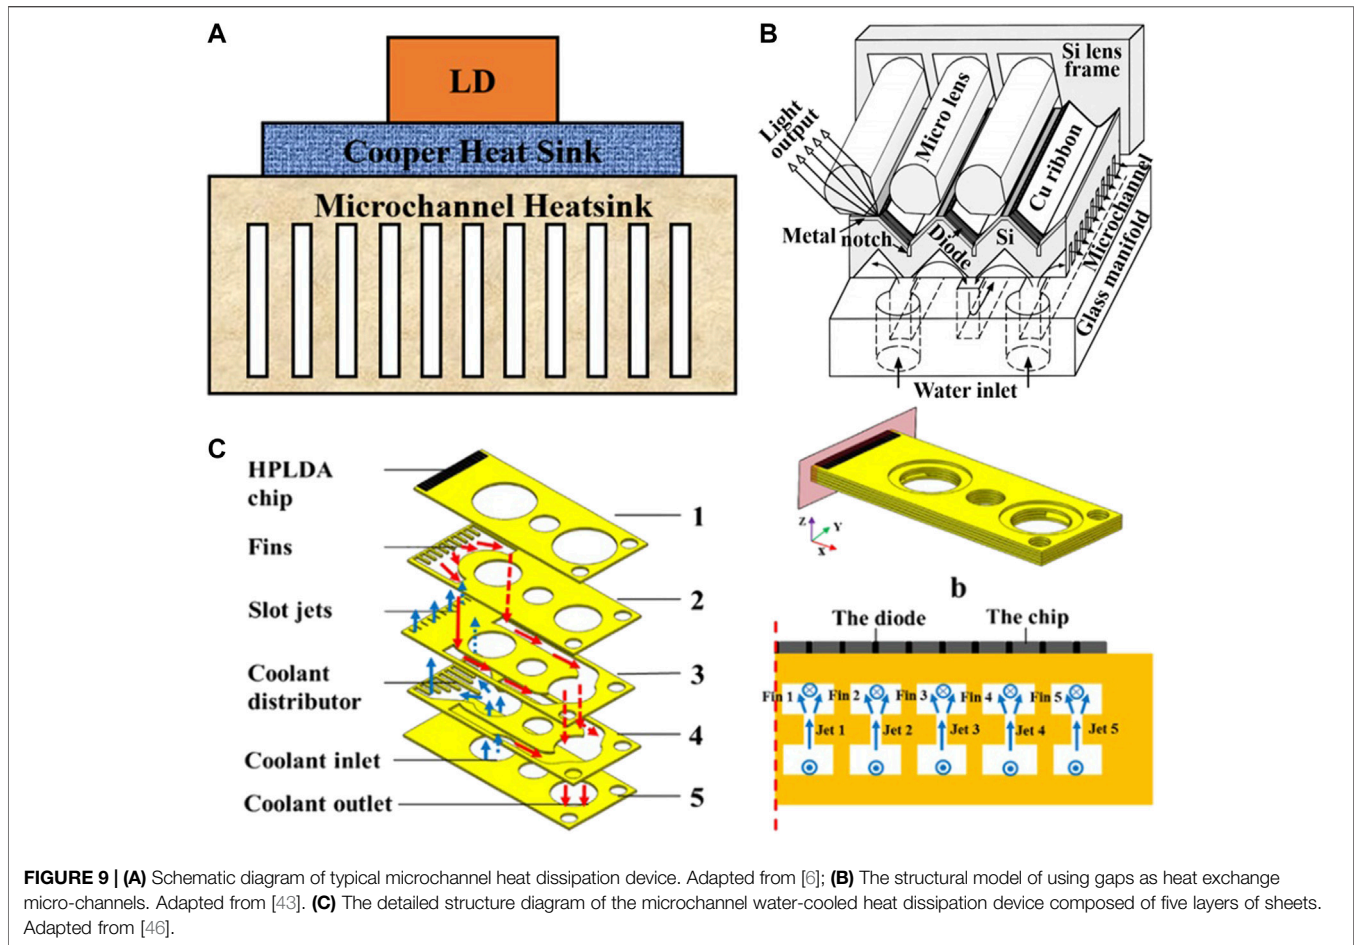 A
LD
Cooper Heat Sink
Microchannel Heatsink
B
Si lens
frame
Light
output
Micro lens
Cu ribbon
Microchannel
Glass manifold
Metal
notch
Diode
Si
Water inlet
C
HPLDA
chip
Fins
Slot jets
Coolant
distributor
Coolant inlet
Coolant outlet
1
2
3
4
5
Z
Y
X
b
The diode
The chip
Fin 1
Fin 2
Fin 3
Fin 4
Fin 5
Jet 1
Jet 2
Jet 3
Jet 4
Jet 5
FIGURE 9 | (A) Schematic diagram of typical microchannel heat dissipation device. Adapted from [6]; (B) The structural model of using gaps as heat exchange
micro-channels. Adapted from [43]. (C) The detailed structure diagram of the microchannel water-cooled heat dissipation device composed of five layers of sheets.
Adapted from [46].